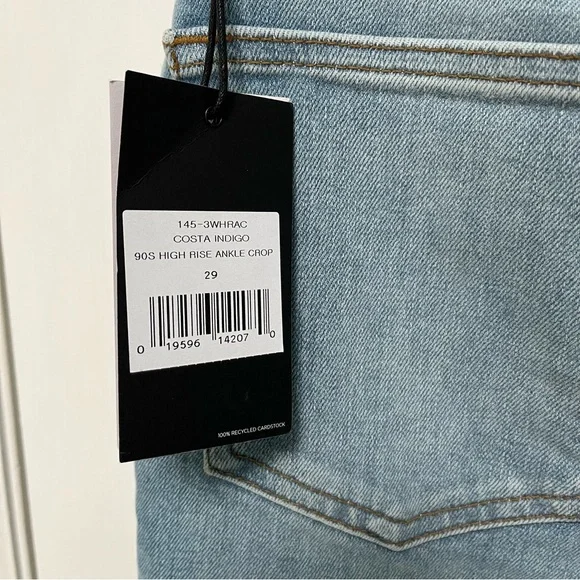 145-3WHRAC
COSTA INDIGO
90S HIGH RISE ANKLE CROP
29
0 19596 14207 0
100% RECYCLED CARDSTOCK